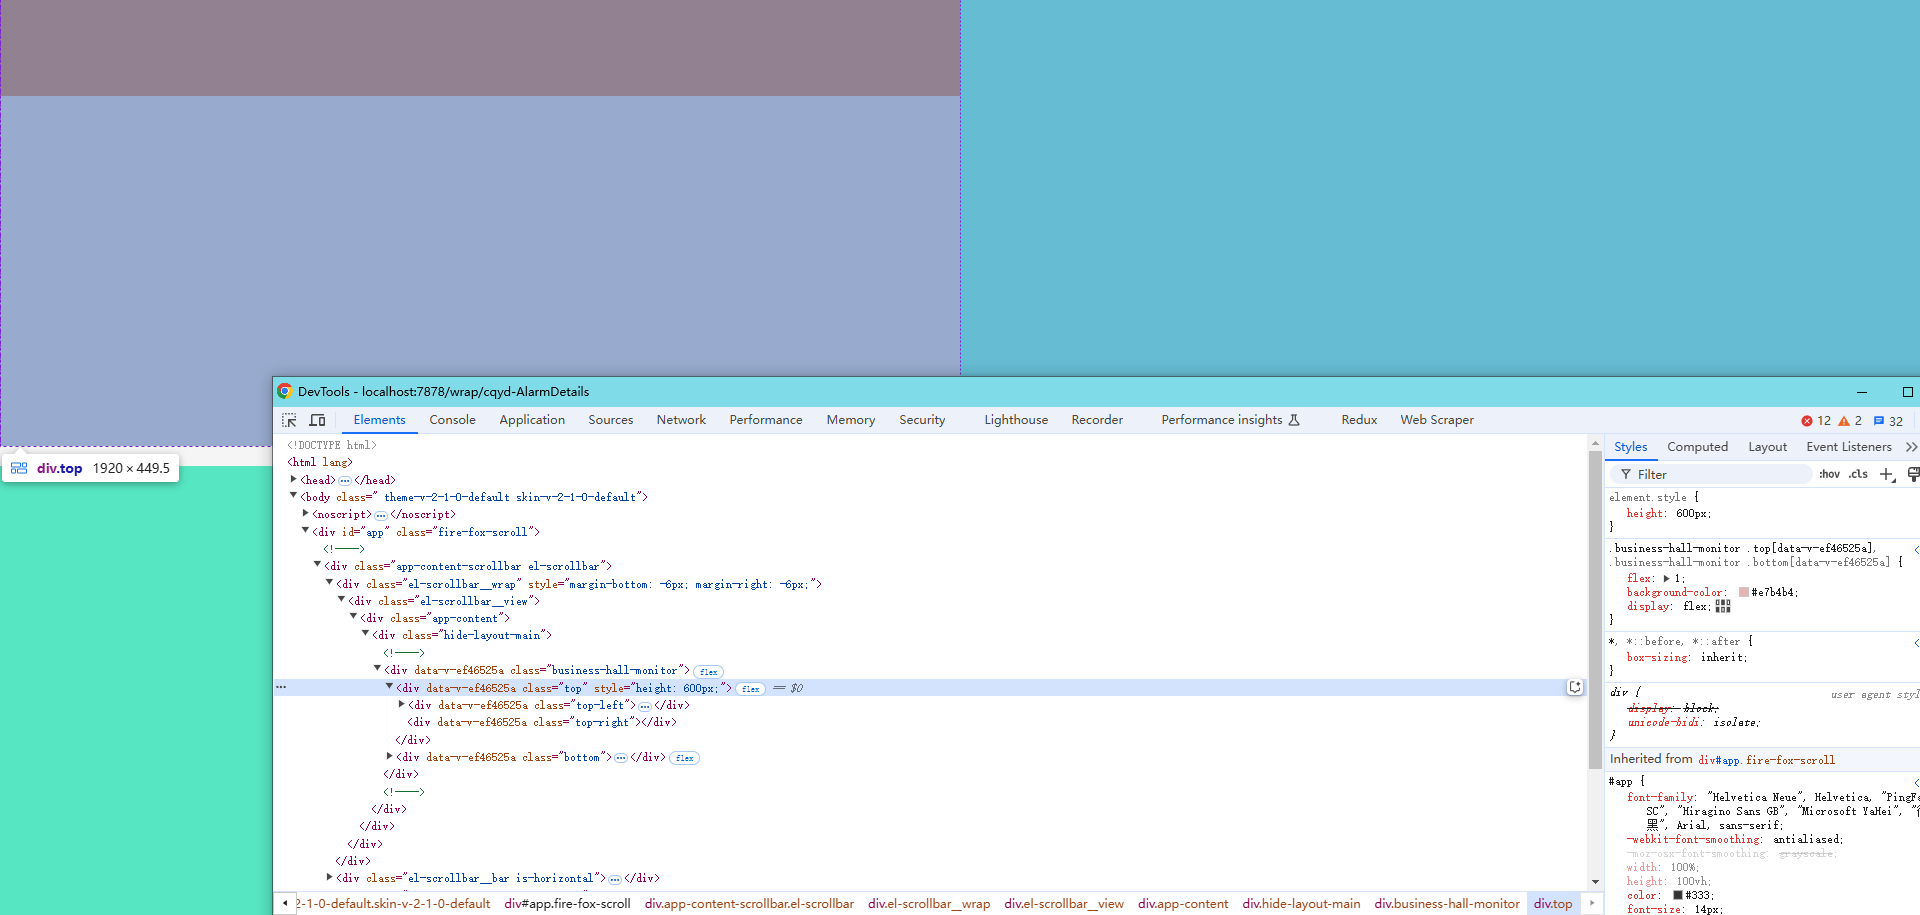 div.top 1920 × 449.5
DevTools - localhost:7878/wrap/cqyd-AlarmDetails
Elements Console Application Sources Network Performance Memory Security Lighthouse Recorder Performance insights Redux Web Scraper 12 2 32
<!DOCTYPE html>
<html lang>
<head>⋯</head>
<body class=" theme-v-2-1-0-default skin-v-2-1-0-default">
<noscript>⋯</noscript>
<div id="app" class="fire-fox-scroll">
<!---->
<div class="app-content-scrollbar el-scrollbar">
<div class="el-scrollbar__wrap" style="margin-bottom: -6px; margin-right: -6px;">
<div class="el-scrollbar__view">
<div class="app-content">
<div class="hide-layout-main">
<!---->
<div data-v-ef46525a class="business-hall-monitor"> flex
⋯ <div data-v-ef46525a class="top" style="height: 600px;"> flex == $0
<div data-v-ef46525a class="top-left">⋯</div>
<div data-v-ef46525a class="top-right"></div>
</div>
<div data-v-ef46525a class="bottom">⋯</div> flex
</div>
<!---->
</div>
</div>
</div>
</div>
<div class="el-scrollbar__bar is-horizontal">⋯</div>
2-1-0-default.skin-v-2-1-0-default div#app.fire-fox-scroll div.app-content-scrollbar.el-scrollbar div.el-scrollbar__wrap div.el-scrollbar__view div.app-content div.hide-layout-main div.business-hall-monitor div.top
Styles Computed Layout Event Listeners
Filter :hov .cls
element.style {
height: 600px;
}
.business-hall-monitor .top[data-v-ef46525a],
.business-hall-monitor .bottom[data-v-ef46525a] {
flex: 1;
background-color: #e7b4b4;
display: flex;
}
*, *::before, *::after {
box-sizing: inherit;
}
div { user agent styl
display: block;
unicode-bidi: isolate;
}
Inherited from div#app.fire-fox-scroll
#app {
font-family: "Helvetica Neue", Helvetica, "PingFa
SC", "Hiragino Sans GB", "Microsoft YaHei", "
黑", Arial, sans-serif;
-webkit-font-smoothing: antialiased;
-moz-osx-font-smoothing: grayscale;
width: 100%;
height: 100vh;
color: #333;
font-size: 14px;